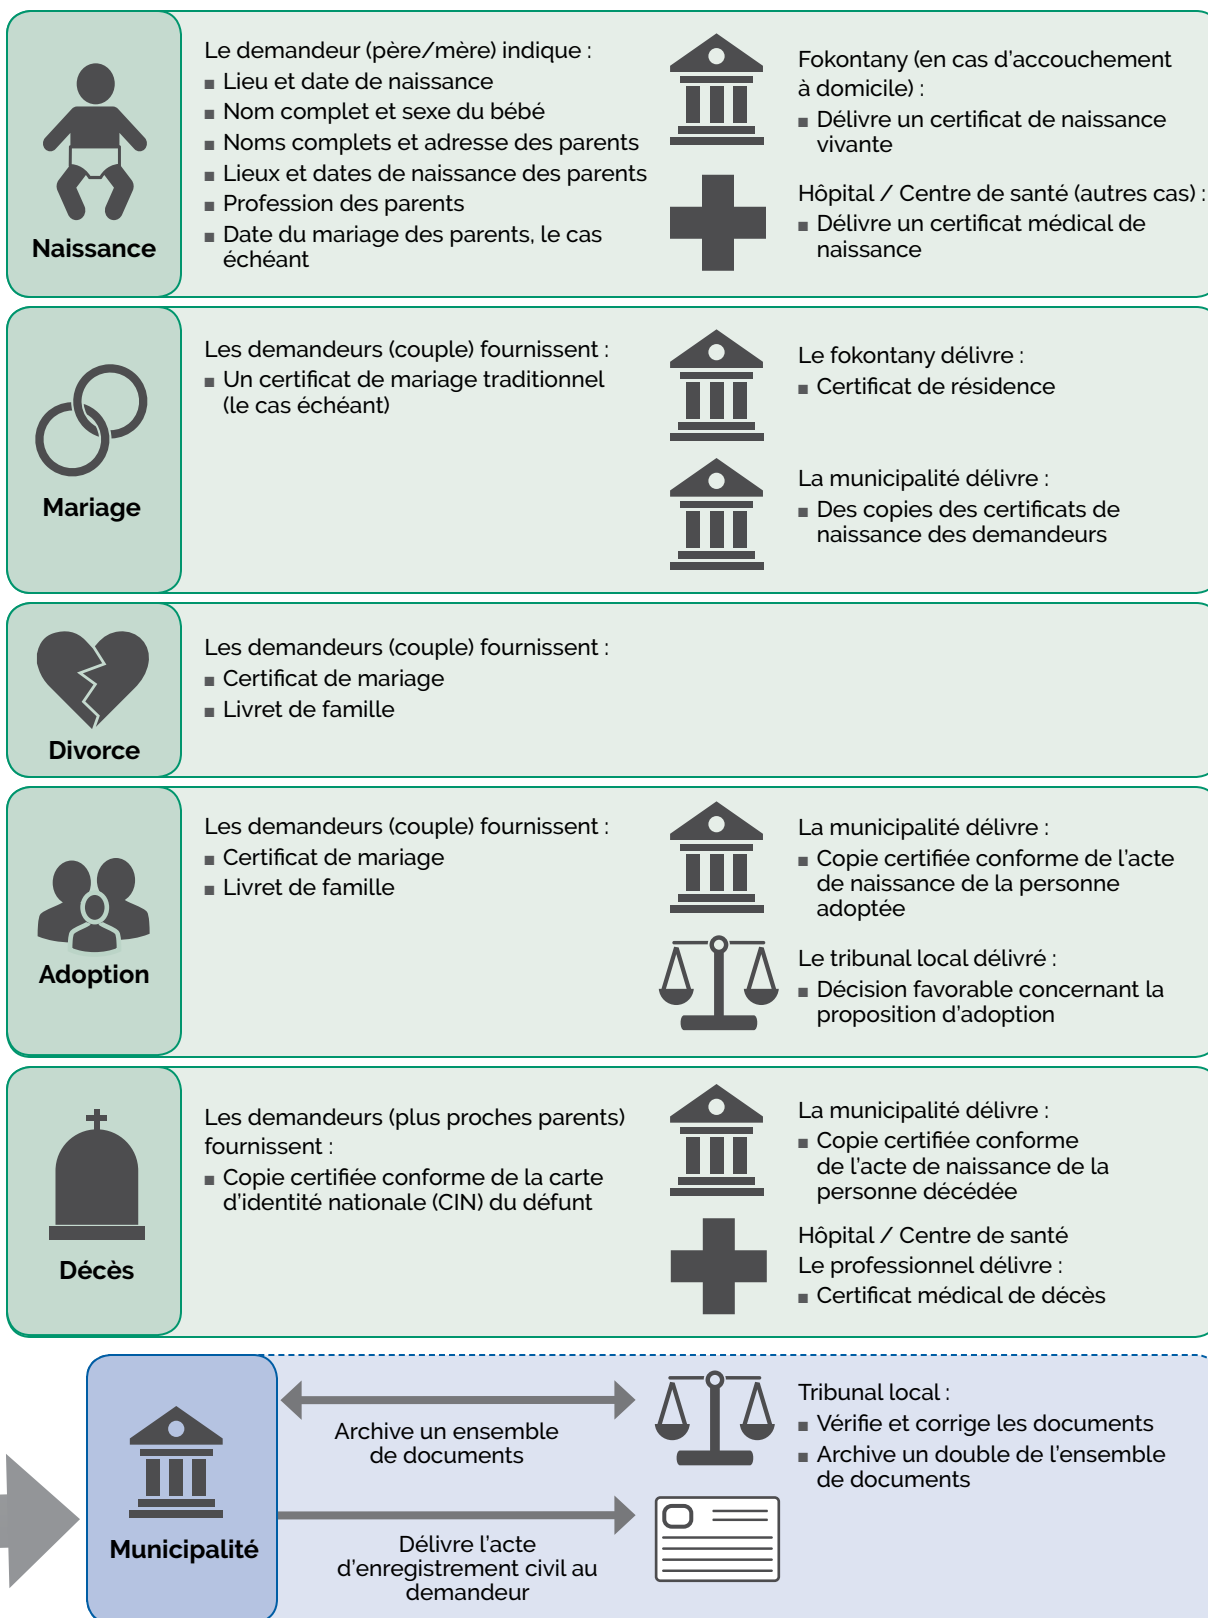 Naissance
Le demandeur (père/mère) indique :
▪ Lieu et date de naissance
▪ Nom complet et sexe du bébé
▪ Noms complets et adresse des parents
▪ Lieux et dates de naissance des parents
▪ Profession des parents
▪ Date du mariage des parents, le cas
échéant
Fokontany (en cas d’accouchement
à domicile) :
▪ Délivre un certificat de naissance
vivante
Hôpital / Centre de santé (autres cas) :
▪ Délivre un certificat médical de
naissance
Mariage
Les demandeurs (couple) fournissent :
▪ Un certificat de mariage traditionnel
(le cas échéant)
Le fokontany délivre :
▪ Certificat de résidence
La municipalité délivre :
▪ Des copies des certificats de
naissance des demandeurs
Divorce
Les demandeurs (couple) fournissent :
▪ Certificat de mariage
▪ Livret de famille
Adoption
Les demandeurs (couple) fournissent :
▪ Certificat de mariage
▪ Livret de famille
La municipalité délivre :
▪ Copie certifiée conforme de l’acte
de naissance de la personne
adoptée
Le tribunal local délivré :
▪ Décision favorable concernant la
proposition d’adoption
Décès
Les demandeurs (plus proches parents)
fournissent :
▪ Copie certifiée conforme de la carte
d’identité nationale (CIN) du défunt
La municipalité délivre :
▪ Copie certifiée conforme
de l’acte de naissance de la
personne décédée
Hôpital / Centre de santé
Le professionnel délivre :
▪ Certificat médical de décès
Municipalité
Archive un ensemble
de documents
Tribunal local :
▪ Vérifie et corrige les documents
▪ Archive un double de l’ensemble
de documents
Délivre l’acte
d’enregistrement civil au
demandeur